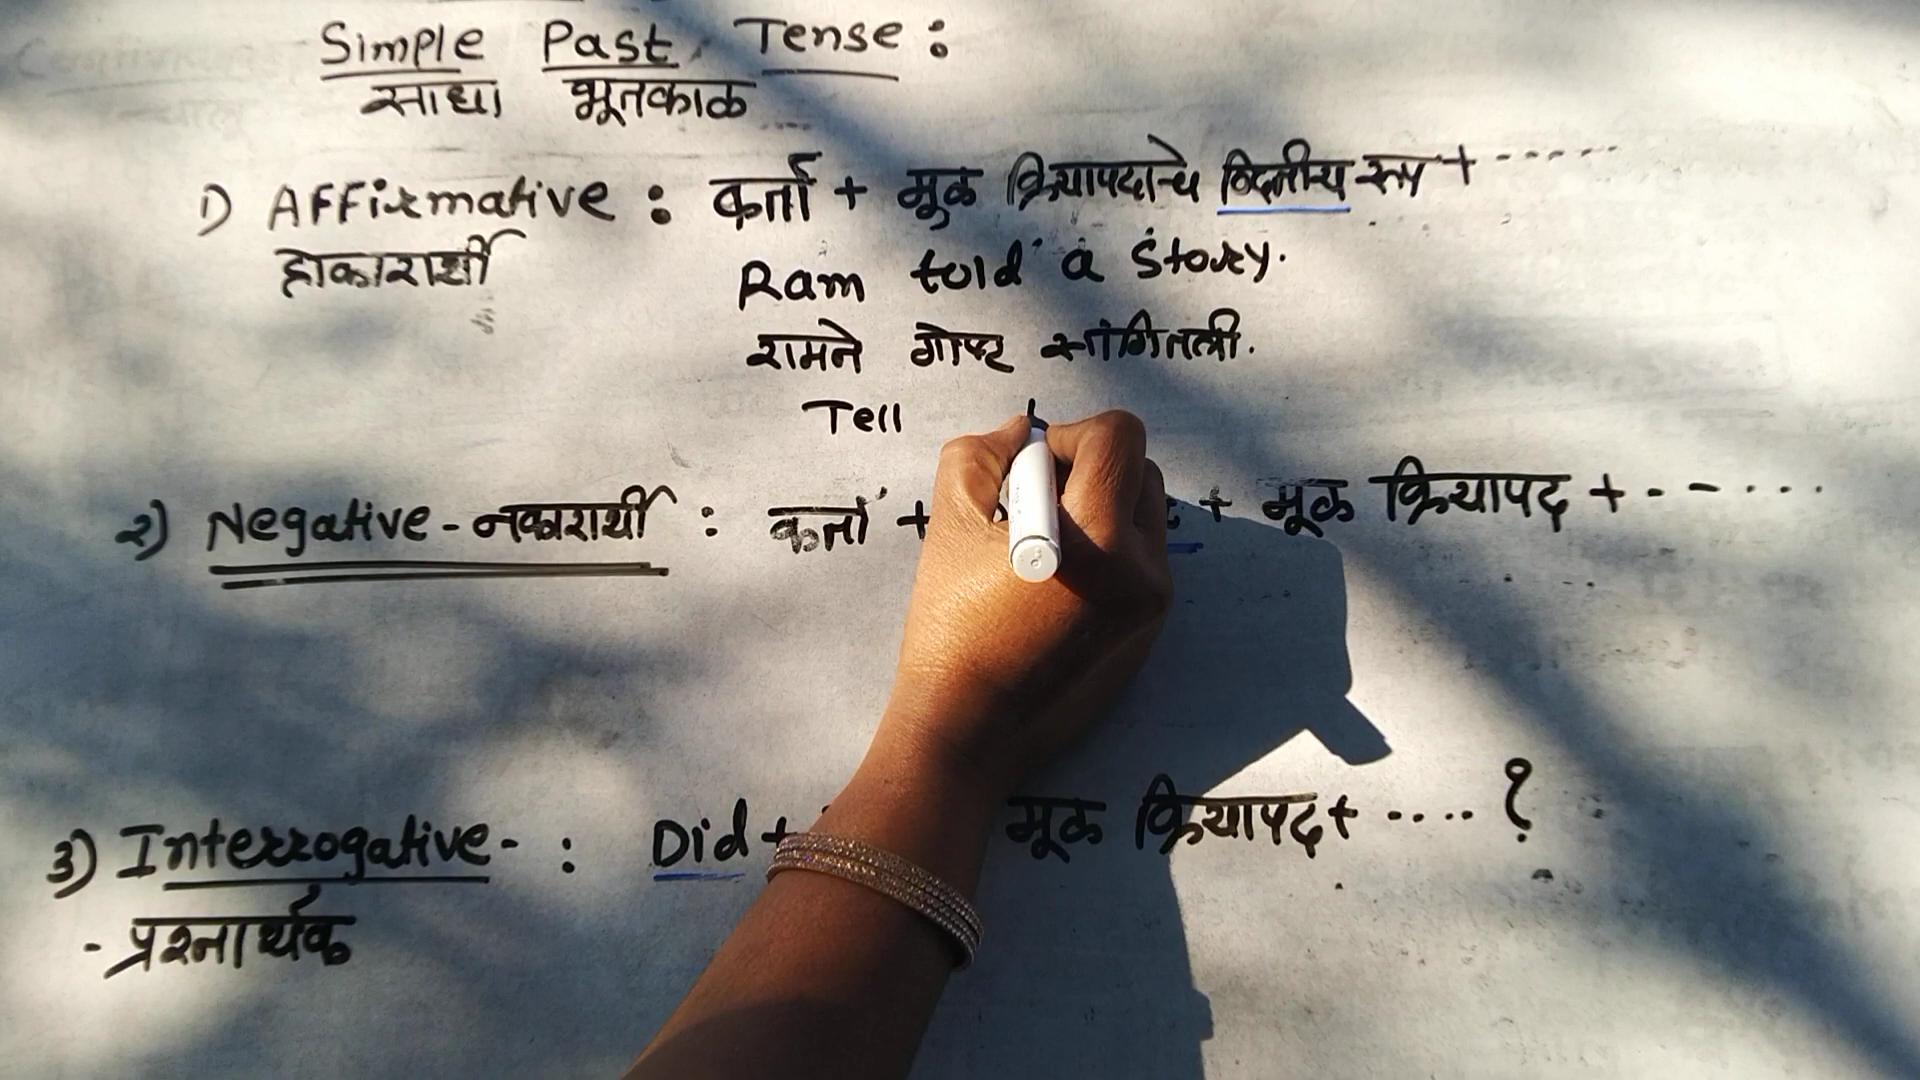 Simple Past Tense :
साधा भूतकाळ
1) Affirmative : कर्ता + मूळ क्रियापदाचे व्दितीय रूप + ......
होकारार्थी
Ram told a story.
रामने गोष्ट सांगितली.
Tell
२) Negative - नकारार्थी : कर्ता + + मूळ क्रियापद + - - ...
3) Interrogative - : Did + मूळ क्रियापद + .... ?
- प्रश्नार्थक